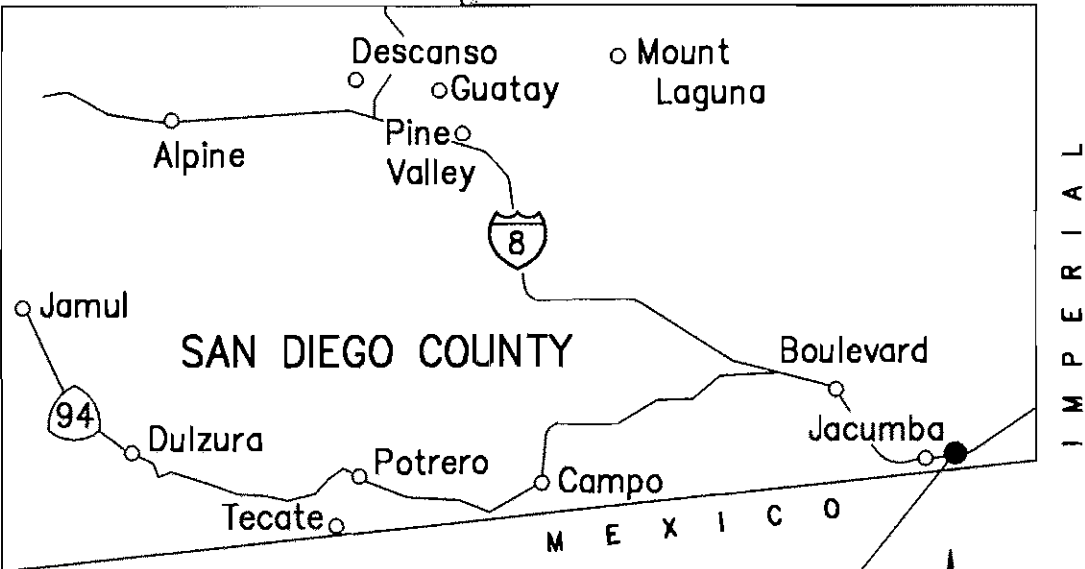 Descanso
Mount
Laguna
Guatay
Alpine
Pine
Valley
8
Jamul
SAN DIEGO COUNTY
Boulevard
94
Dulzura
Jacumba
Potrero
Campo
Tecate
MEXICO
IMPERIAL